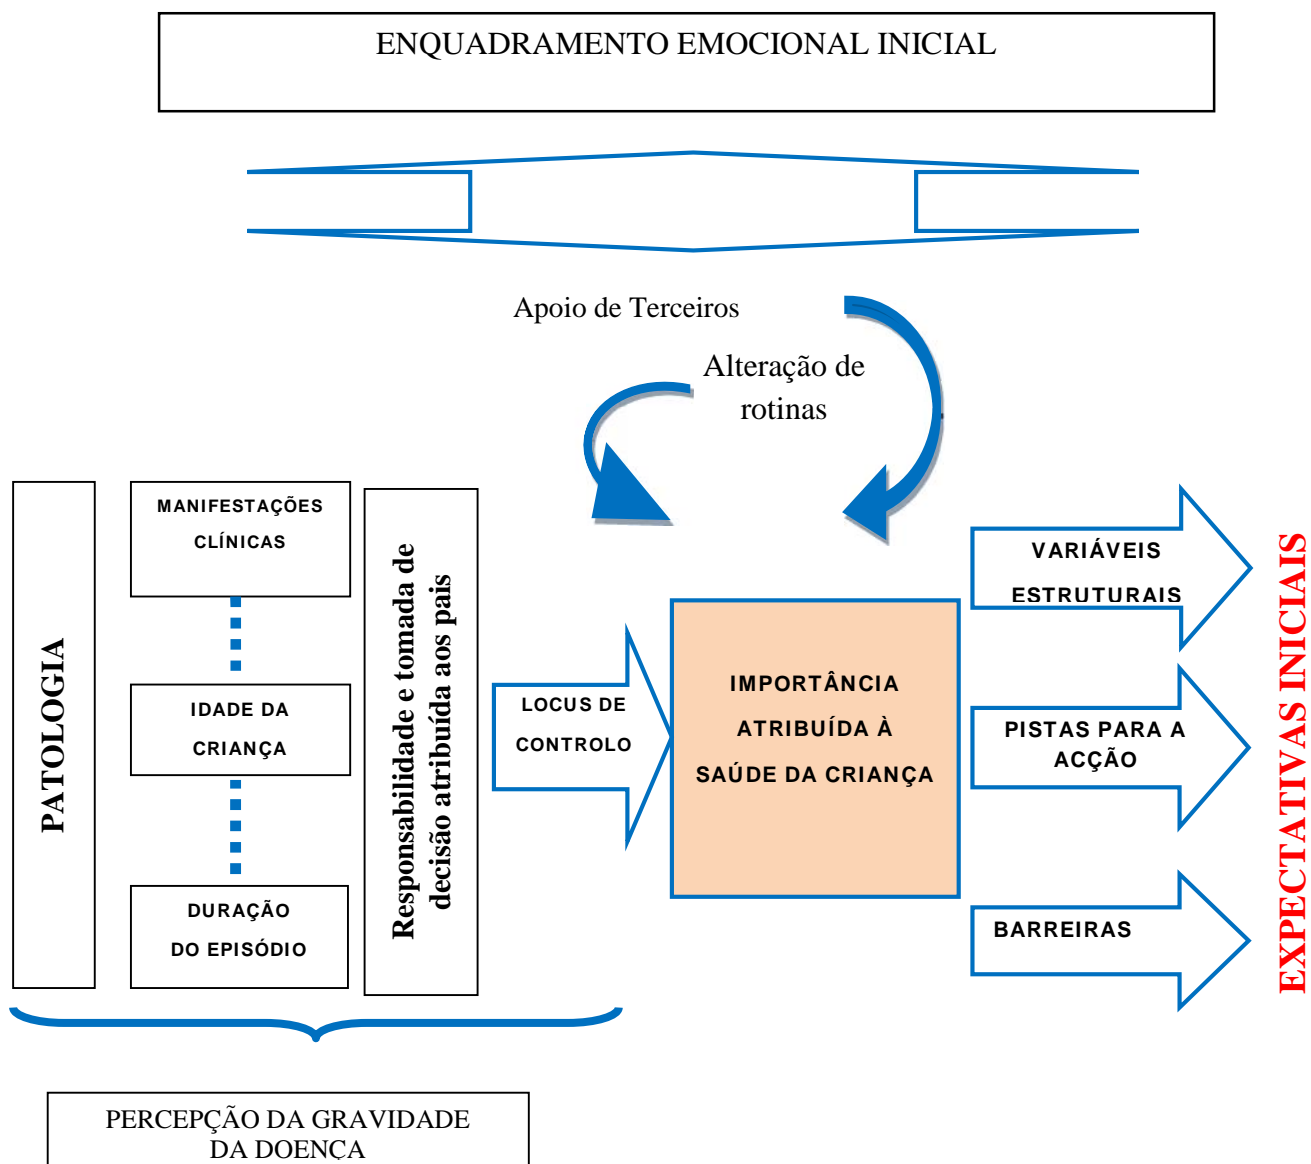 ENQUADRAMENTO EMOCIONAL INICIAL
Apoio de Terceiros
Alteração de
rotinas
PATOLOGIA
MANIFESTAÇÕES
CLÍNICAS
IDADE DA
CRIANÇA
DURAÇÃO
DO EPISÓDIO
Responsabilidade e tomada de
decisão atribuída aos pais
LOCUS DE
CONTROLO
IMPORTÂNCIA
ATRIBUÍDA À
SAÚDE DA CRIANÇA
VARIÁVEIS
ESTRUTURAIS
PISTAS PARA A
ACÇÃO
BARREIRAS
EXPECTATIVAS INICIAIS
PERCEPÇÃO DA GRAVIDADE
DA DOENÇA